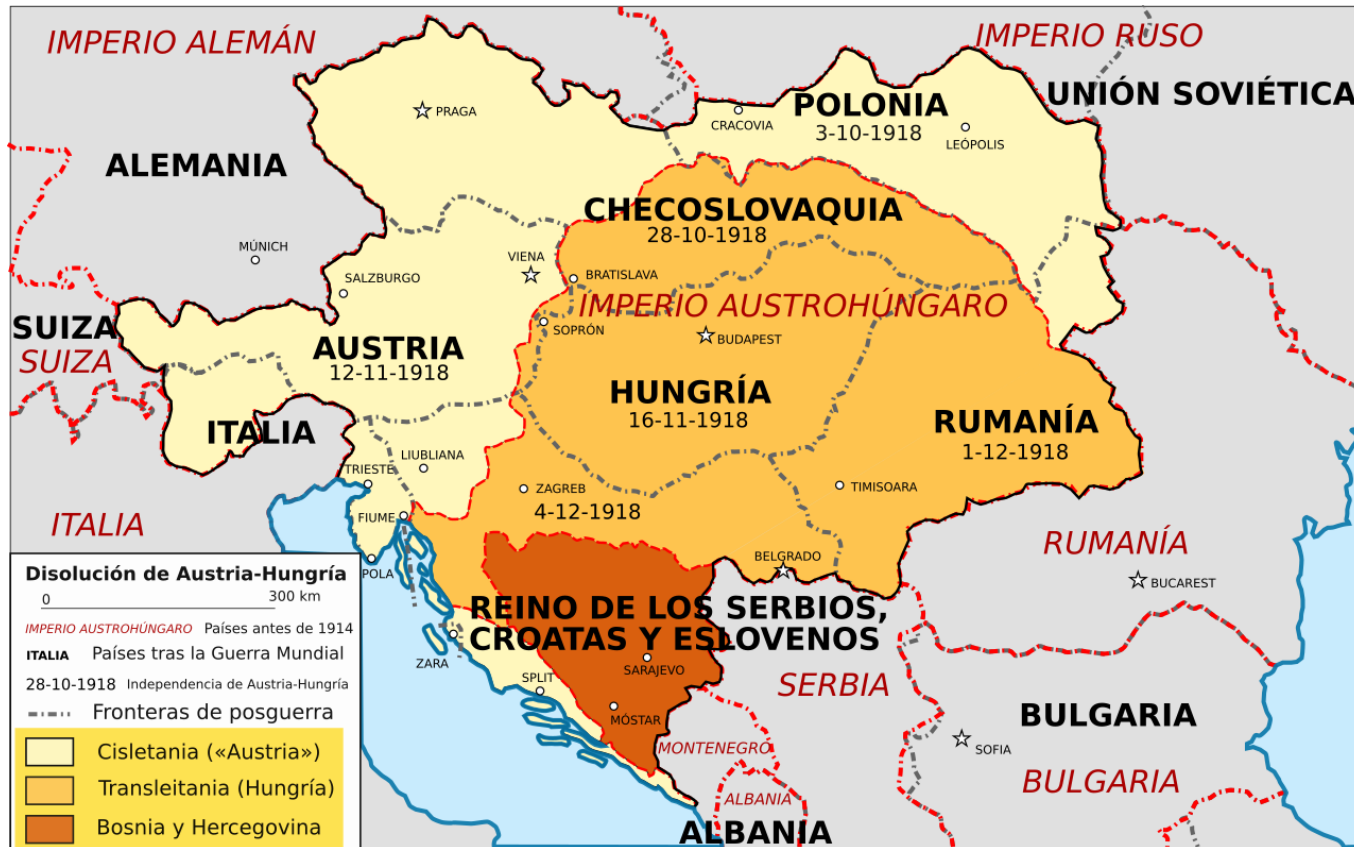 IMPERIO ALEMÁN
IMPERIO RUSO
UNIÓN SOVIÉTICA
POLONIA
3-10-1918
PRAGA
CRACOVIA
LEÓPOLIS
ALEMANIA
CHECOSLOVAQUIA
28-10-1918
MÚNICH
VIENA
SALZBURGO
BRATISLAVA
IMPERIO AUSTROHÚNGARO
SUIZA
SUIZA
SOPRÓN
BUDAPEST
AUSTRIA
12-11-1918
HUNGRÍA
16-11-1918
RUMANÍA
1-12-1918
ITALIA
LIUBLIANA
TRIESTE
ZAGREB
4-12-1918
TIMISOARA
FIUME
ITALIA
RUMANÍA
BELGRADO
BUCAREST
POLA
REINO DE LOS SERBIOS,
CROATAS Y ESLOVENOS
ZARA
SARAJEVO
SPLIT
SERBIA
MÓSTAR
BULGARIA
SOFIA
MONTENEGRO
BULGARIA
ALBANIA
ALBANIA
Disolución de Austria-Hungría
0 300 km
IMPERIO AUSTROHÚNGARO Países antes de 1914
ITALIA Países tras la Guerra Mundial
28-10-1918 Independencia de Austria-Hungría
Fronteras de posguerra
Cisletania («Austria»)
Transleitania (Hungría)
Bosnia y Hercegovina